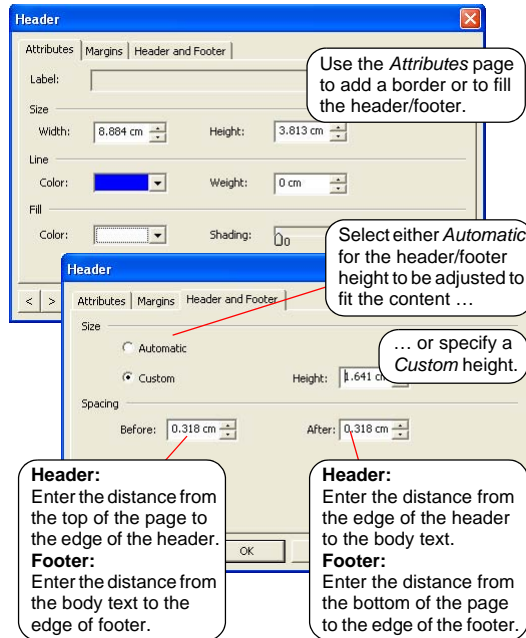 Header
Attributes Margins Header and Footer
Label:
Use the Attributes page
to add a border or to fill
the header/footer.
Size
Width: 8.884 cm Height: 3.813 cm
Line
Color: Weight: 0 cm
Fill
Color: Shading: 0
Select either Automatic
for the header/footer
height to be adjusted to
fit the content …
< >
Header
Attributes Margins Header and Footer
Size
Automatic
… or specify a
Custom height.
Custom Height: 1.641
Spacing
Before: 0.318 cm After: 0.318 cm
Header:
Enter the distance from
the top of the page to
the edge of the header.
Footer:
Enter the distance from
the body text to the
edge of footer.
OK
Header:
Enter the distance from
the edge of the header
to the body text.
Footer:
Enter the distance from
the bottom of the page
to the edge of the footer.